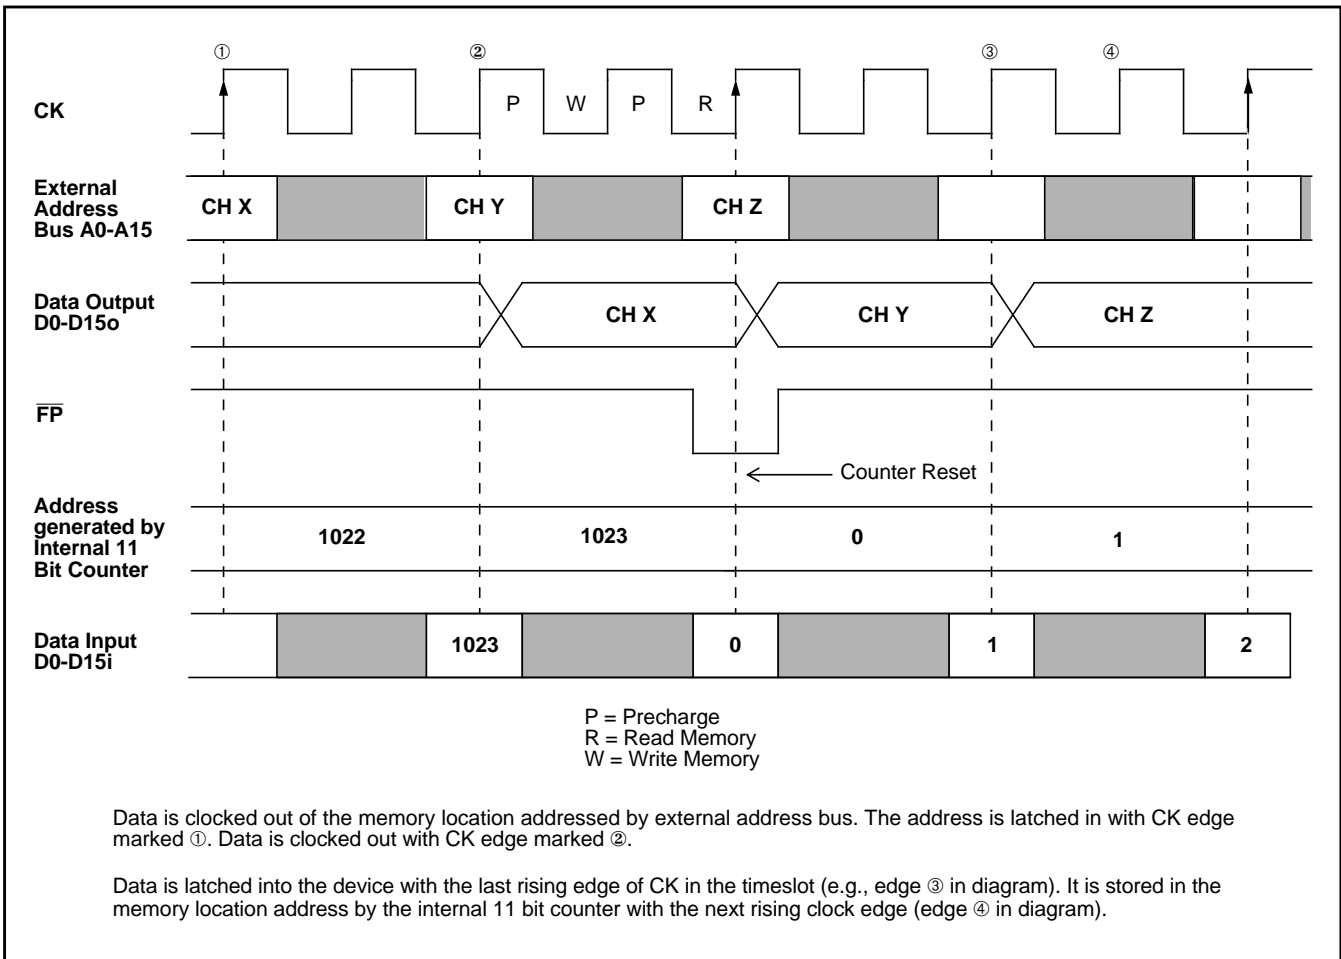 ① ② ③ ④
CK P W P R
External
Address
Bus A0-A15
CH X CH Y CH Z
Data Output
D0-D15o
CH X CH Y CH Z
FP
Counter Reset
Address
generated by
Internal 11
Bit Counter
1022 1023 0 1
Data Input
D0-D15i
1023 0 1 2
P = Precharge
R = Read Memory
W = Write Memory
Data is clocked out of the memory location addressed by external address bus. The address is latched in with CK edge
marked ①. Data is clocked out with CK edge marked ②.
Data is latched into the device with the last rising edge of CK in the timeslot (e.g., edge ③ in diagram). It is stored in the
memory location address by the internal 11 bit counter with the next rising clock edge (edge ④ in diagram).